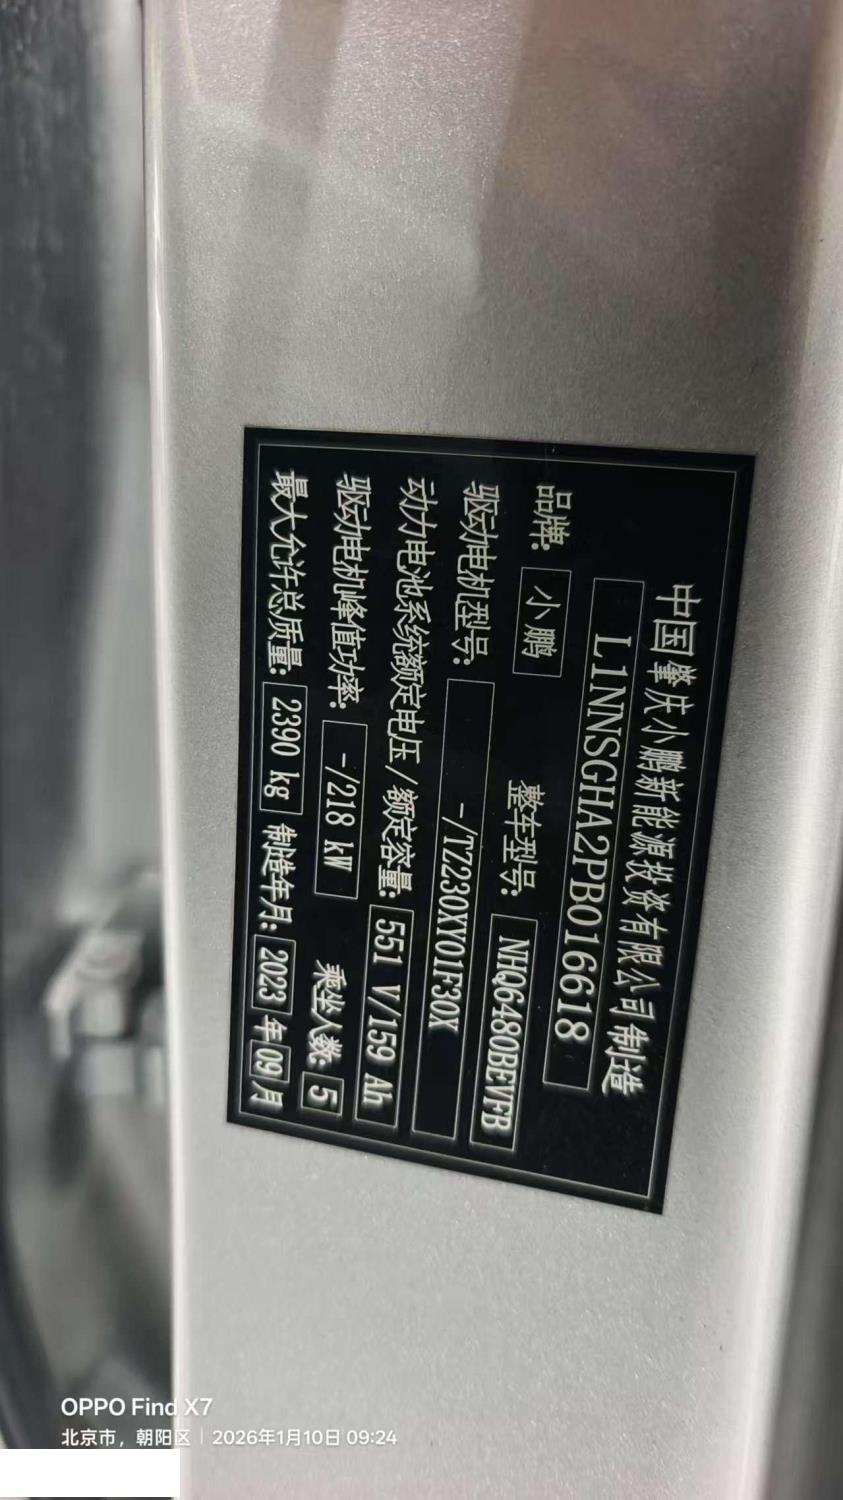 中国肇庆小鹏新能源投资有限公司制造
L1NNSGHA2PB016618
品牌: 小鹏 整车型号: NHQ6480BEVFB
驱动电机型号: -/TZ230XY01F30X
动力电池系统额定电压/额定容量: 551 V/159 Ah
驱动电机峰值功率: -/218 kW 乘坐人数: 5
最大允许总质量: 2390 kg 制造年月: 2023 年 09 月
OPPO Find X7
北京市，朝阳区 | 2026年1月10日 09:24